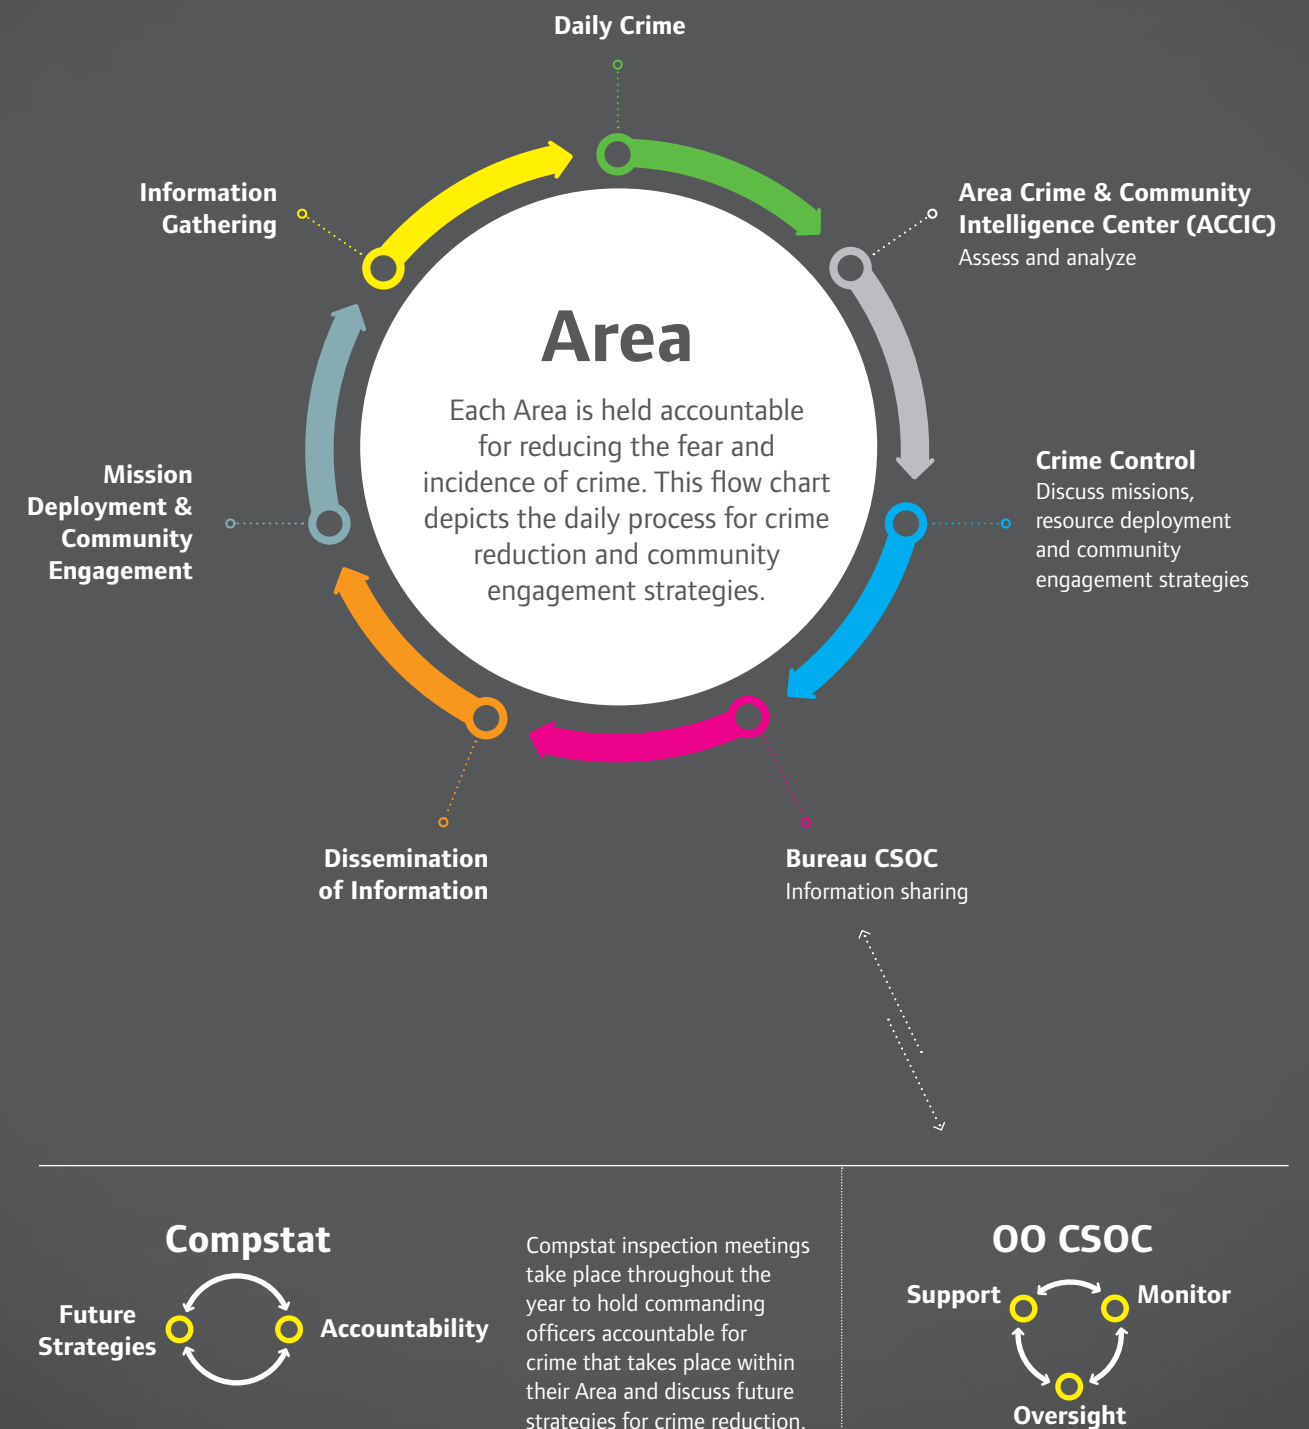 Daily Crime
Information
Gathering
Area Crime & Community
Intelligence Center (ACCIC)
Assess and analyze
Area
Each Area is held accountable
for reducing the fear and
incidence of crime. This flow chart
depicts the daily process for crime
reduction and community
engagement strategies.
Mission
Deployment &
Community
Engagement
Crime Control
Discuss missions,
resource deployment
and community
engagement strategies
Dissemination
of Information
Bureau CSOC
Information sharing
Compstat
Future
Strategies
Accountability
Compstat inspection meetings
take place throughout the
year to hold commanding
officers accountable for
crime that takes place within
their Area and discuss future
strategies for crime reduction.
OO CSOC
Support
Monitor
Oversight